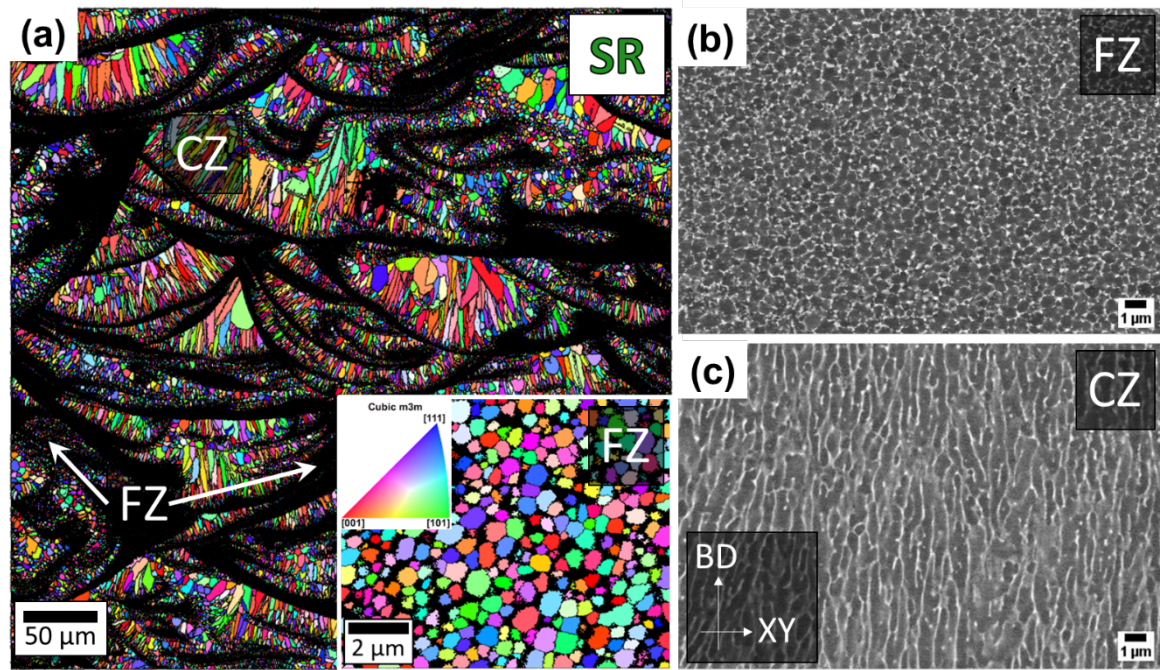 (a)
SR
CZ
FZ
50 µm
Cubic m3m
[111]
[001]
[101]
FZ
2 µm
(b)
FZ
1 µm
(c)
CZ
BD
XY
1 µm